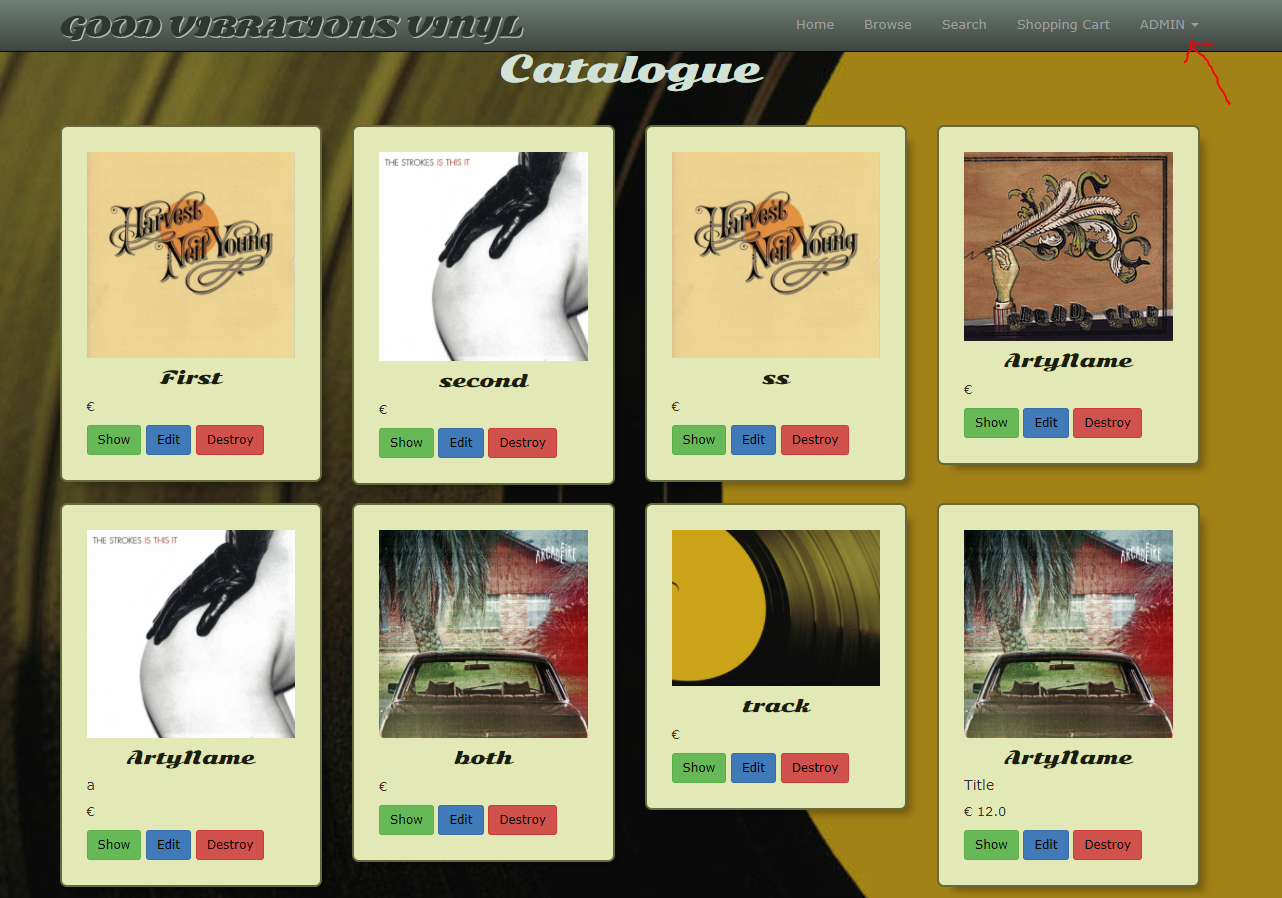 GOOD VIBRATIONS VINYL
Home Browse Search Shopping Cart ADMIN
Catalogue
Harvest
Neil Young
First
€
Show Edit Destroy
THE STROKES IS THIS IT
second
€
Show Edit Destroy
Harvest
Neil Young
ss
€
Show Edit Destroy
ArtyName
€
Show Edit Destroy
THE STROKES IS THIS IT
ArtyName
a
€
Show Edit Destroy
ARCADE FIRE
both
€
Show Edit Destroy
track
€
Show Edit Destroy
ARCADE FIRE
ArtyName
Title
€ 12.0
Show Edit Destroy